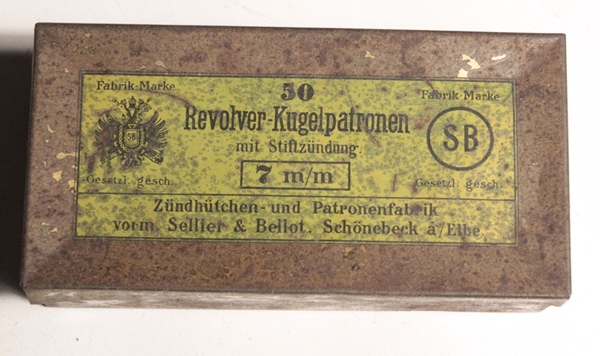 Fabrik-Marke
50
Fabrik-Marke
Revolver-Kugelpatronen
SB
SB
mit Stiftzündung.
7 m/m
Gesetzl. gesch.
Gesetzl. gesch.
Zündhütchen- und Patronenfabrik
vorm. Sellier & Bellot. Schönebeck a/Elbe